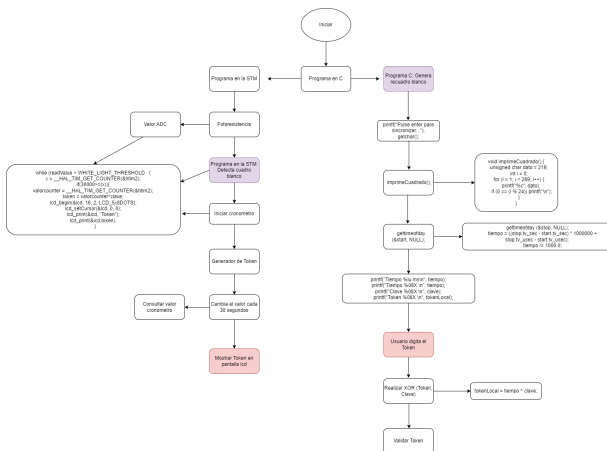 Iniciar
Programa en la STM
Programa en C
Programa C: Genera
recuadro blanco
Valor ADC
Fotoresistencia
printf("Pulse enter para
sincronizar...");
getchar();
while (readValue < WHITE_LIGHT_THRESHOLD {
x = __HAL_TIM_GET_COUNTER(&htim2);
if(30000>=(x){
valorcounter = __HAL_TIM_GET_COUNTER(&htim2);
token = valorcounter^clave;
lcd_begin(&lcd, 16, 2, LCD_5x8DOTS);
lcd_setCursor(&lcd, 0, 0);
lcd_print(&lcd, "Token");
lcd_print(&lcd,token);
}
Programa en la STM
Detecta cuadro
blanco
imprimeCuadrado();
void imprimeCuadrado() {
unsigned char dato = 219;
int i = 0;
for (i = 1; i < 289; i++) {
printf("%c", dato);
if (0 == (i % 24)) printf("\n");
}
}
Iniciar cronometro
gettimeofday
(&start, NULL);
gettimeofday (&stop, NULL);
tiempo = ((stop.tv_sec - start.tv_sec) * 1000000 +
stop.tv_usec - start.tv_usec);
tiempo /= 1000.0;
Generador de Token
printf("Tiempo %lu mn\n", tiempo);
printf("Tiempo %08X \n", tiempo);
printf("Clave %08X \n", clave);
printf("Token %08X \n", tokenLocal);
Consultar valor
cronometro
Cambia el valor cada
30 segundos
Mostrar Token en
pantalla lcd
Usuario digita el
Token
Realizar XOR (Token,
Clave)
tokenLocal = tiempo ^ clave;
Validar Token